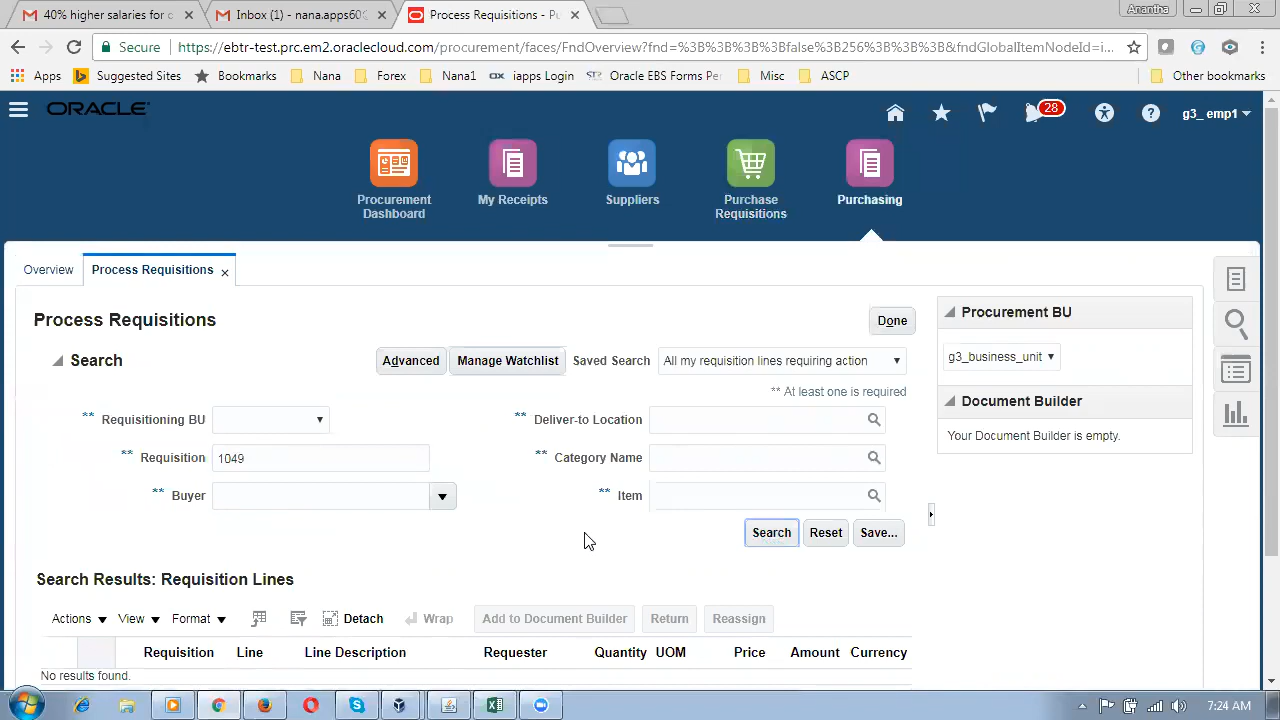 40% higher salaries for c
Inbox (1) - nana.apps60
Process Requisitions - Pu
Anantha
Secure
https://ebtr-test.prc.em2.oraclecloud.com/procurement/faces/FndOverview?fnd=%3B%3B%3B%3Bfalse%3B256%3B%3B%3B&fndGlobalItemNodeId=i...
Apps Suggested Sites Bookmarks Nana Forex Nana1 iapps Login Oracle EBS Forms Pe Misc ASCP Other bookmarks
ORACLE
28
g3_ emp1
Procurement Dashboard
My Receipts
Suppliers
Purchase Requisitions
Purchasing
Overview
Process Requisitions
Process Requisitions
Done
Search
Advanced
Manage Watchlist
Saved Search
All my requisition lines requiring action
** At least one is required
** Requisitioning BU
** Deliver-to Location
** Requisition 1049
** Category Name
** Buyer
** Item
Search
Reset
Save...
Procurement BU
g3_business_unit
Document Builder
Your Document Builder is empty.
Search Results: Requisition Lines
Actions View Format Detach Wrap Add to Document Builder Return Reassign
Requisition Line Line Description Requester Quantity UOM Price Amount Currency
No results found.
7:24 AM